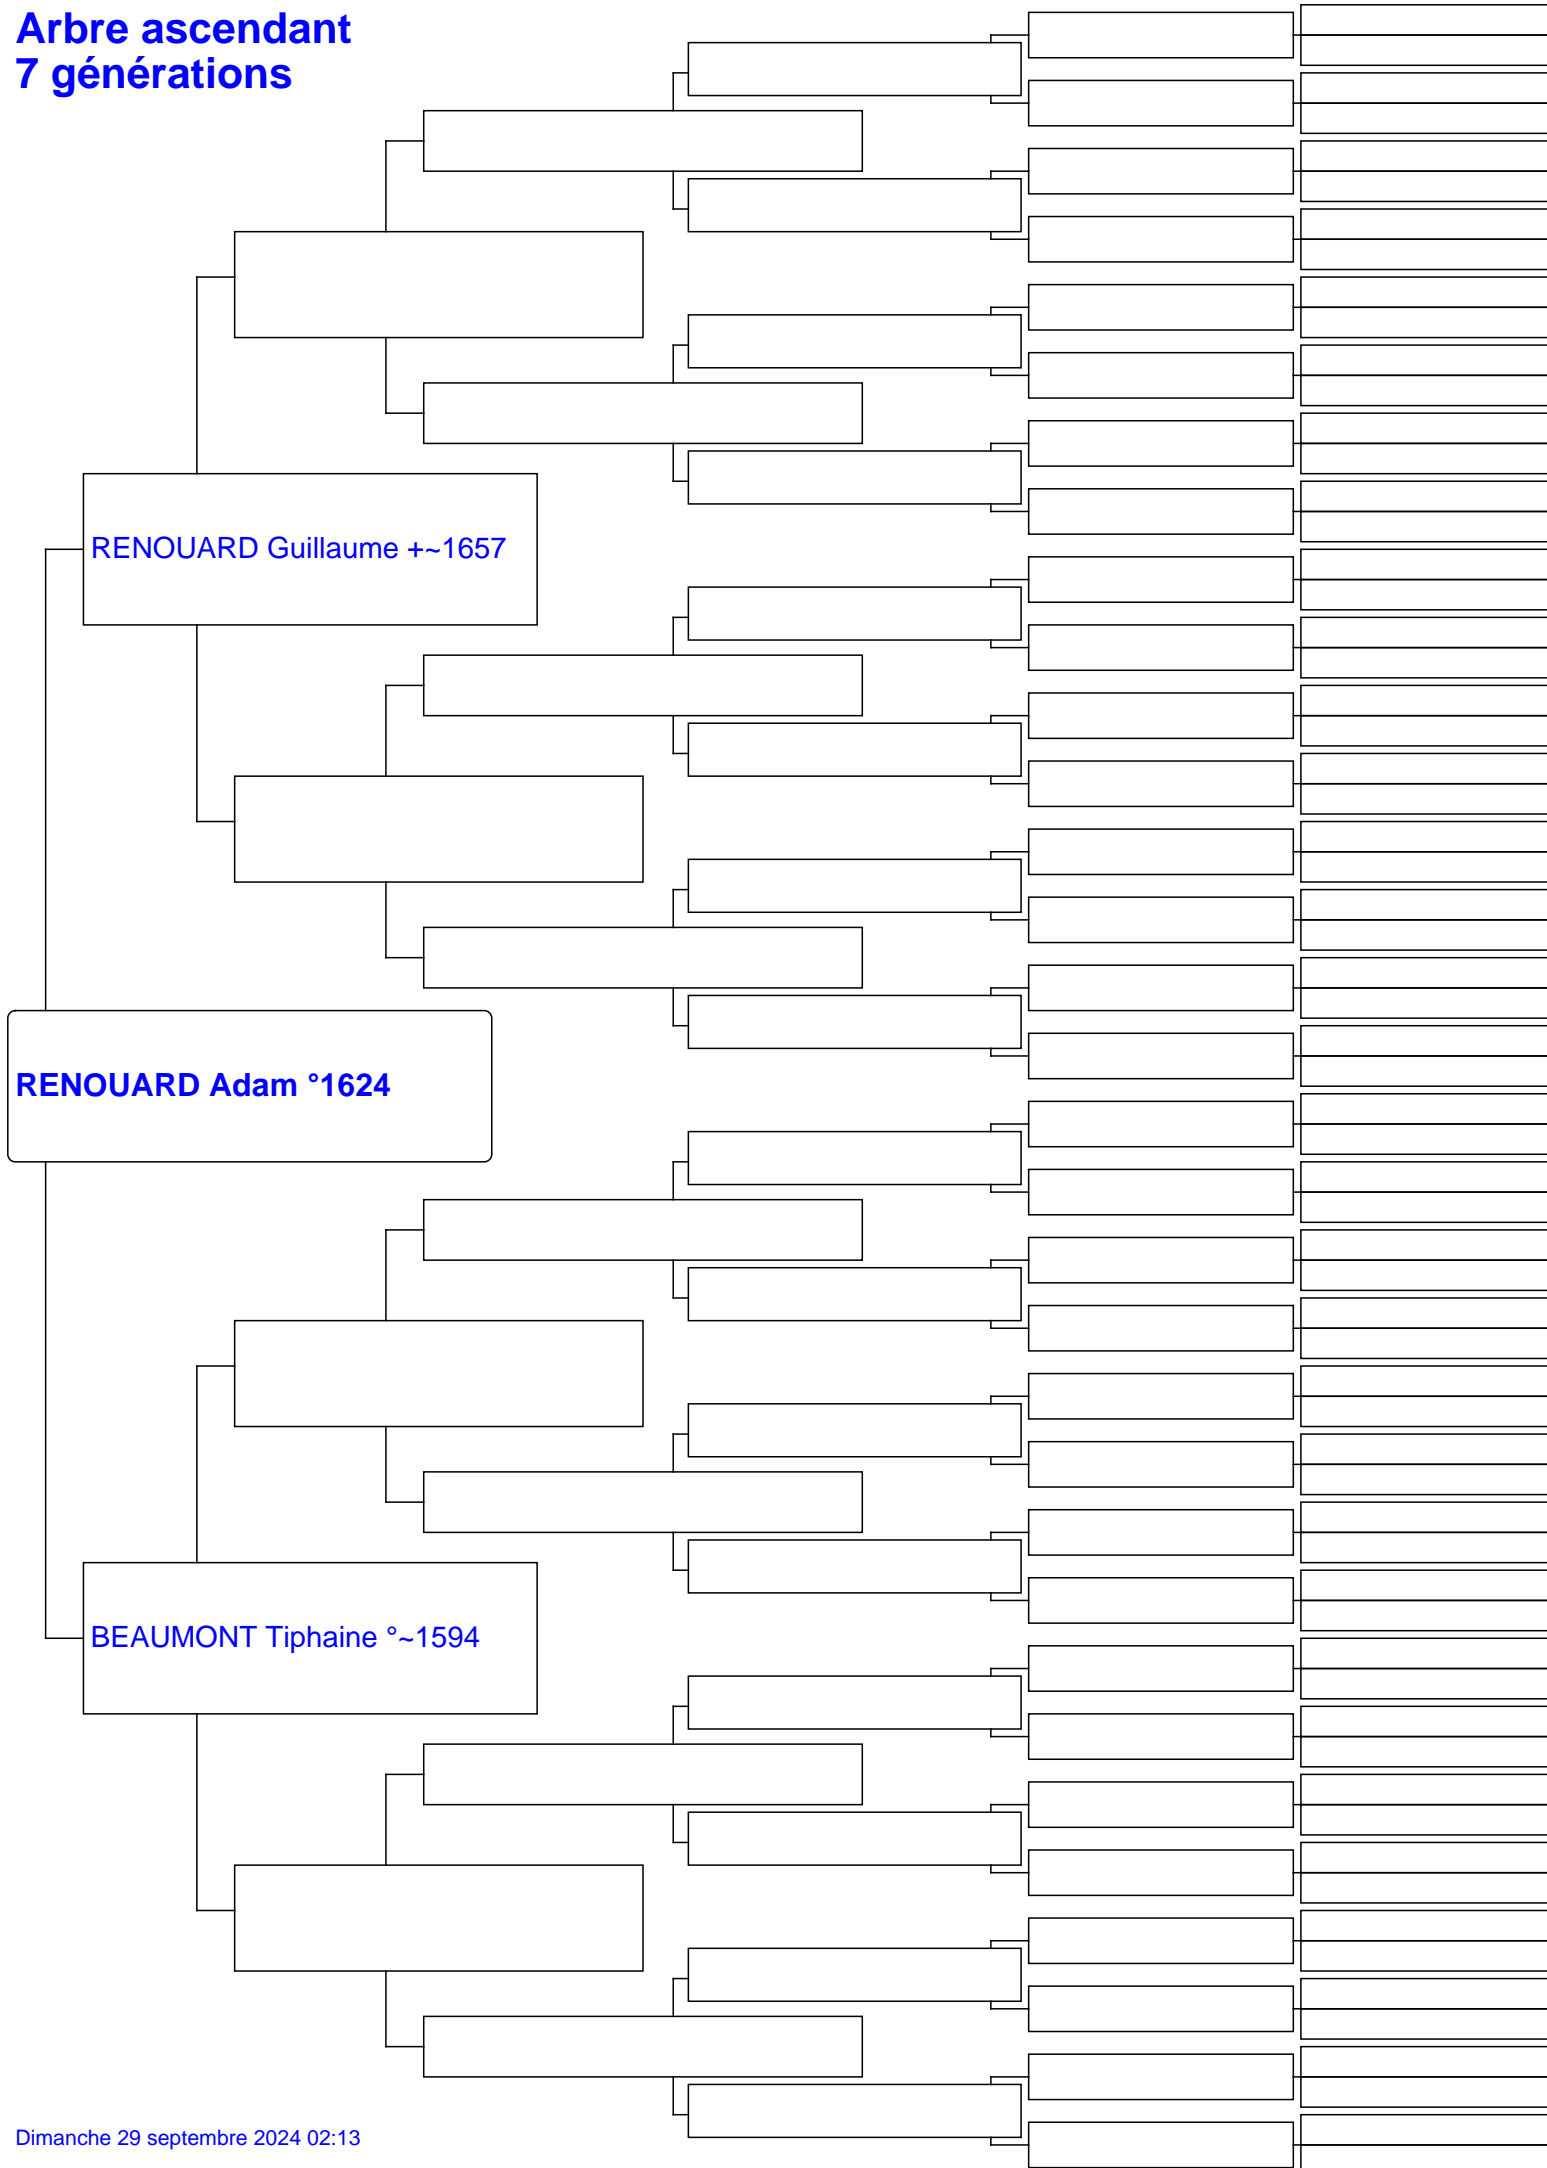 Arbre ascendant
7 générations
RENOUARD Guillaume +~1657
RENOUARD Adam °1624
BEAUMONT Tiphaine °~1594
Dimanche 29 septembre 2024 02:13